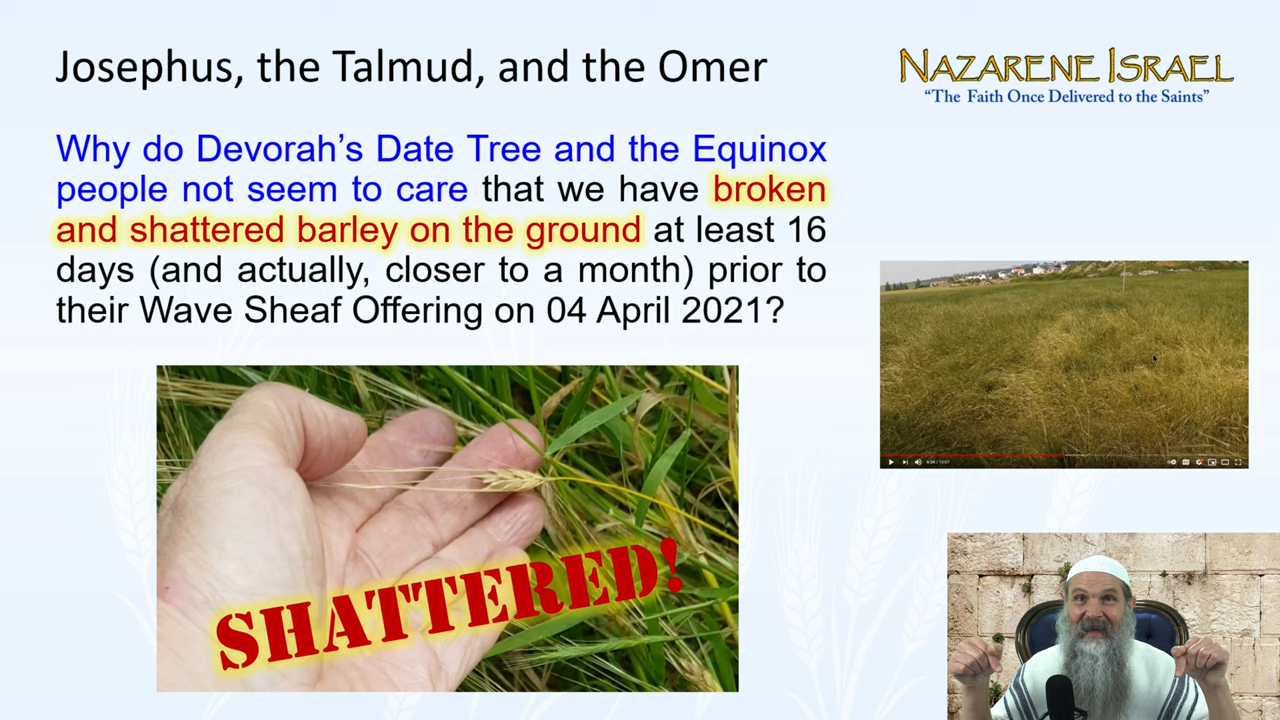 Josephus, the Talmud, and the Omer
NAZARENE ISRAEL
“The Faith Once Delivered to the Saints”
Why do Devorah’s Date Tree and the Equinox
people not seem to care that we have broken
and shattered barley on the ground at least 16
days (and actually, closer to a month) prior to
their Wave Sheaf Offering on 04 April 2021?
SHATTERED!